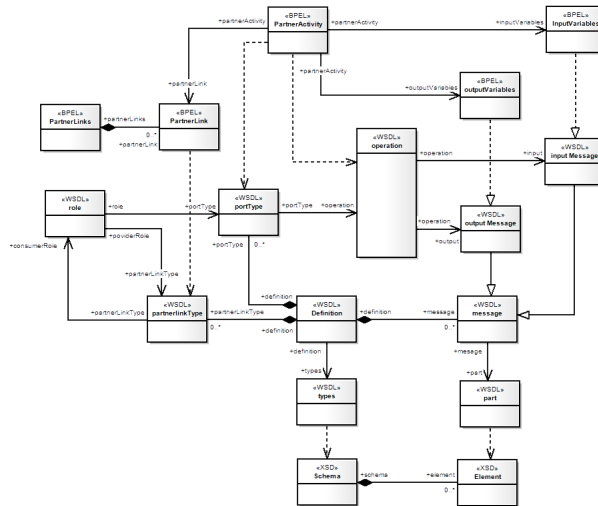 «BPEL»
PartnerActivity
«BPEL»
InputVariables
+partnerActivity
+partnerActivity
+inputVariables
+partnerActivity
+partnerLink
+outputVariables
«BPEL»
outputVariables
«BPEL»
PartnerLinks
+partnerLinks
0..*
+partnerLink
«BPEL»
PartnerLink
«WSDL»
operation
+operation
+input
«WSDL»
input Message
«WSDL»
role
+role
+portType
«WSDL»
portType
+portType
+operation
+operation
+output
«WSDL»
output Message
+consumerRole
+poviderRole
+portType
0..*
+partnerLinkType
+partnerLinkType
«WSDL»
partnerlinkType
+partnerLinkType
0..*
+definition
+definition
«WSDL»
Definition
+definition
+message
0..*
«WSDL»
message
+definition
+types
+mesage
+part
«WSDL»
types
«WSDL»
part
«XSD»
Schema
+schema
+element
0..*
«XSD»
Element